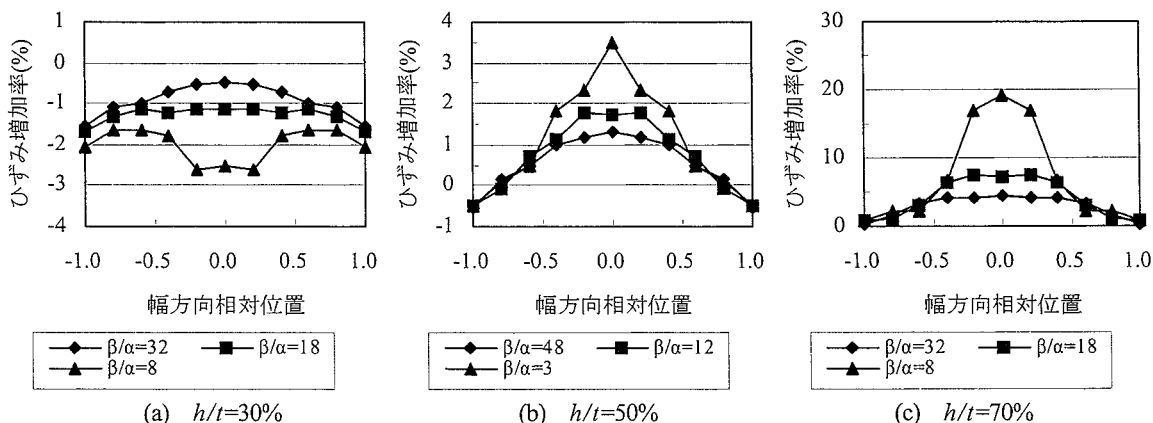 ひずみ増加率(%)
1
0
-1
-2
-3
-4
-1.0 -0.5 0.0 0.5 1.0
幅方向相対位置
β/α=32 β/α=18
β/α=8
(a) h/t=30%
ひずみ増加率(%)
4
3
2
1
0
-1
-1.0 -0.5 0.0 0.5 1.0
幅方向相対位置
β/α=48 β/α=12
β/α=3
(b) h/t=50%
ひずみ増加率(%)
30
20
10
0
-1.0 -0.5 0.0 0.5 1.0
幅方向相対位置
β/α=32 β/α=18
β/α=8
(c) h/t=70%